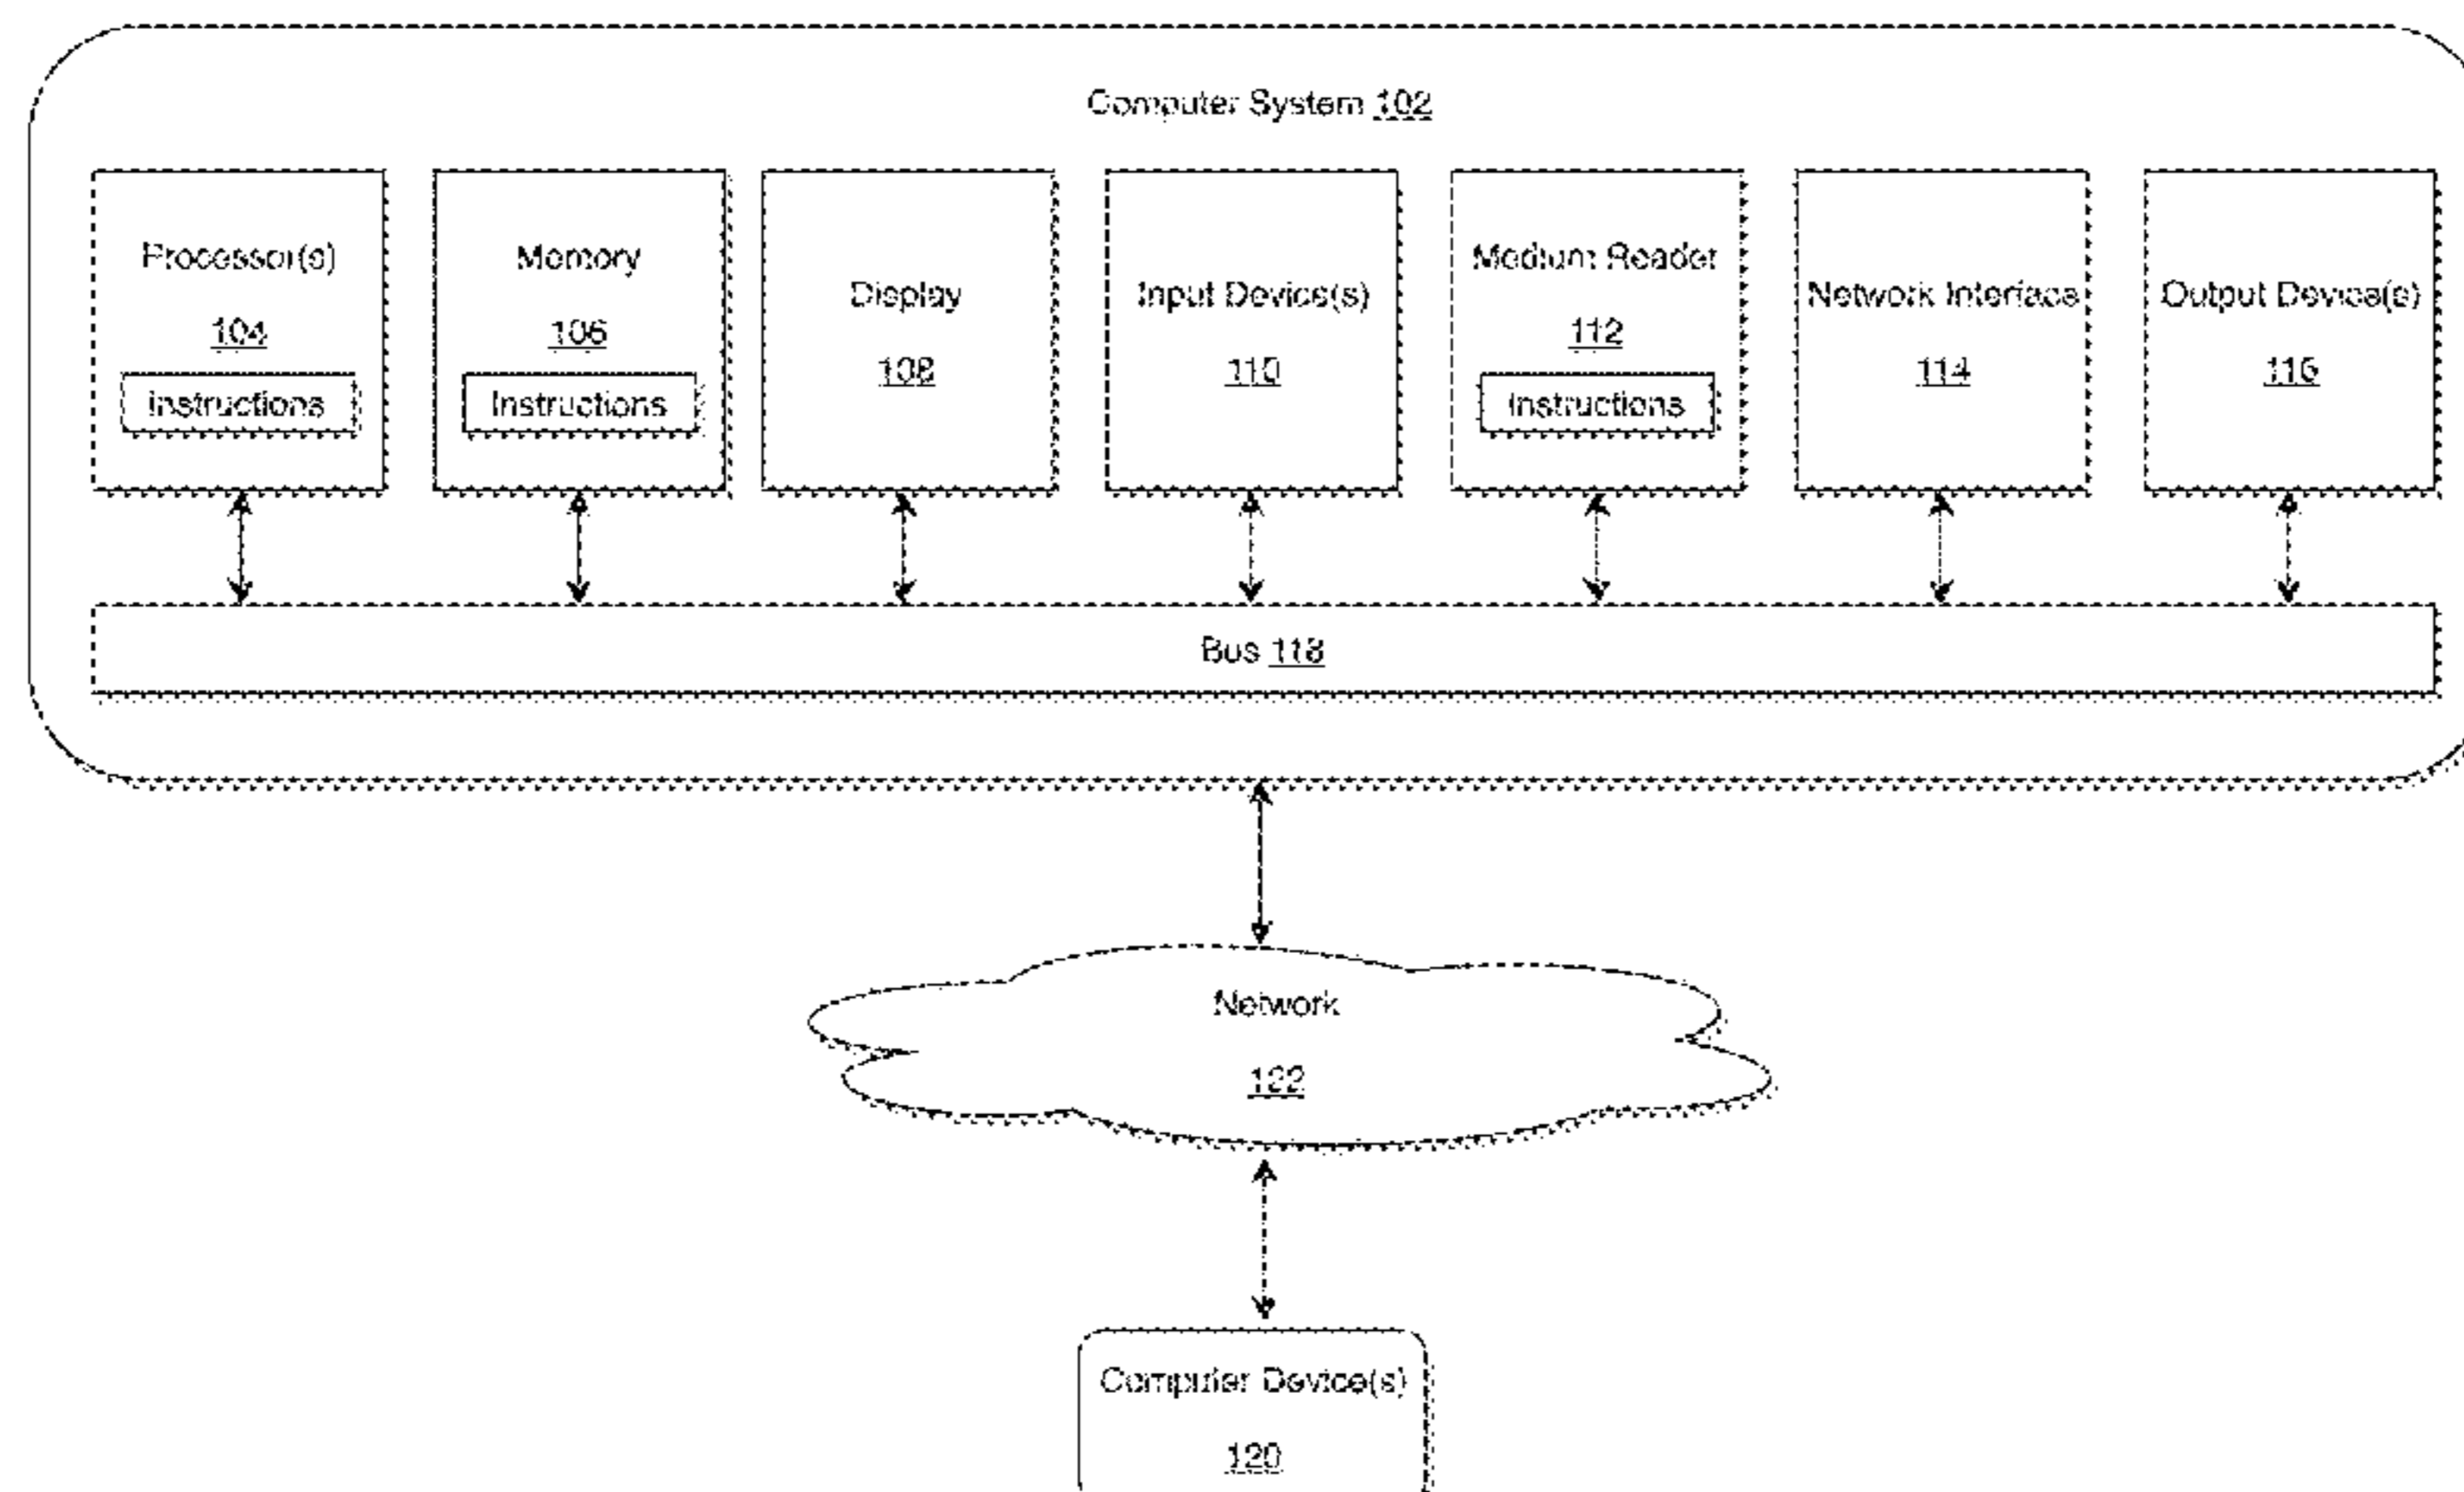 Computer System 102
Processor(s)
104
Instructions
Memory
106
Instructions
Display
108
Input Device(s)
110
Medium Reader
112
Instructions
Network Interface
114
Output Device(s)
116
Bus 118
Network
122
Computer Device(s)
120